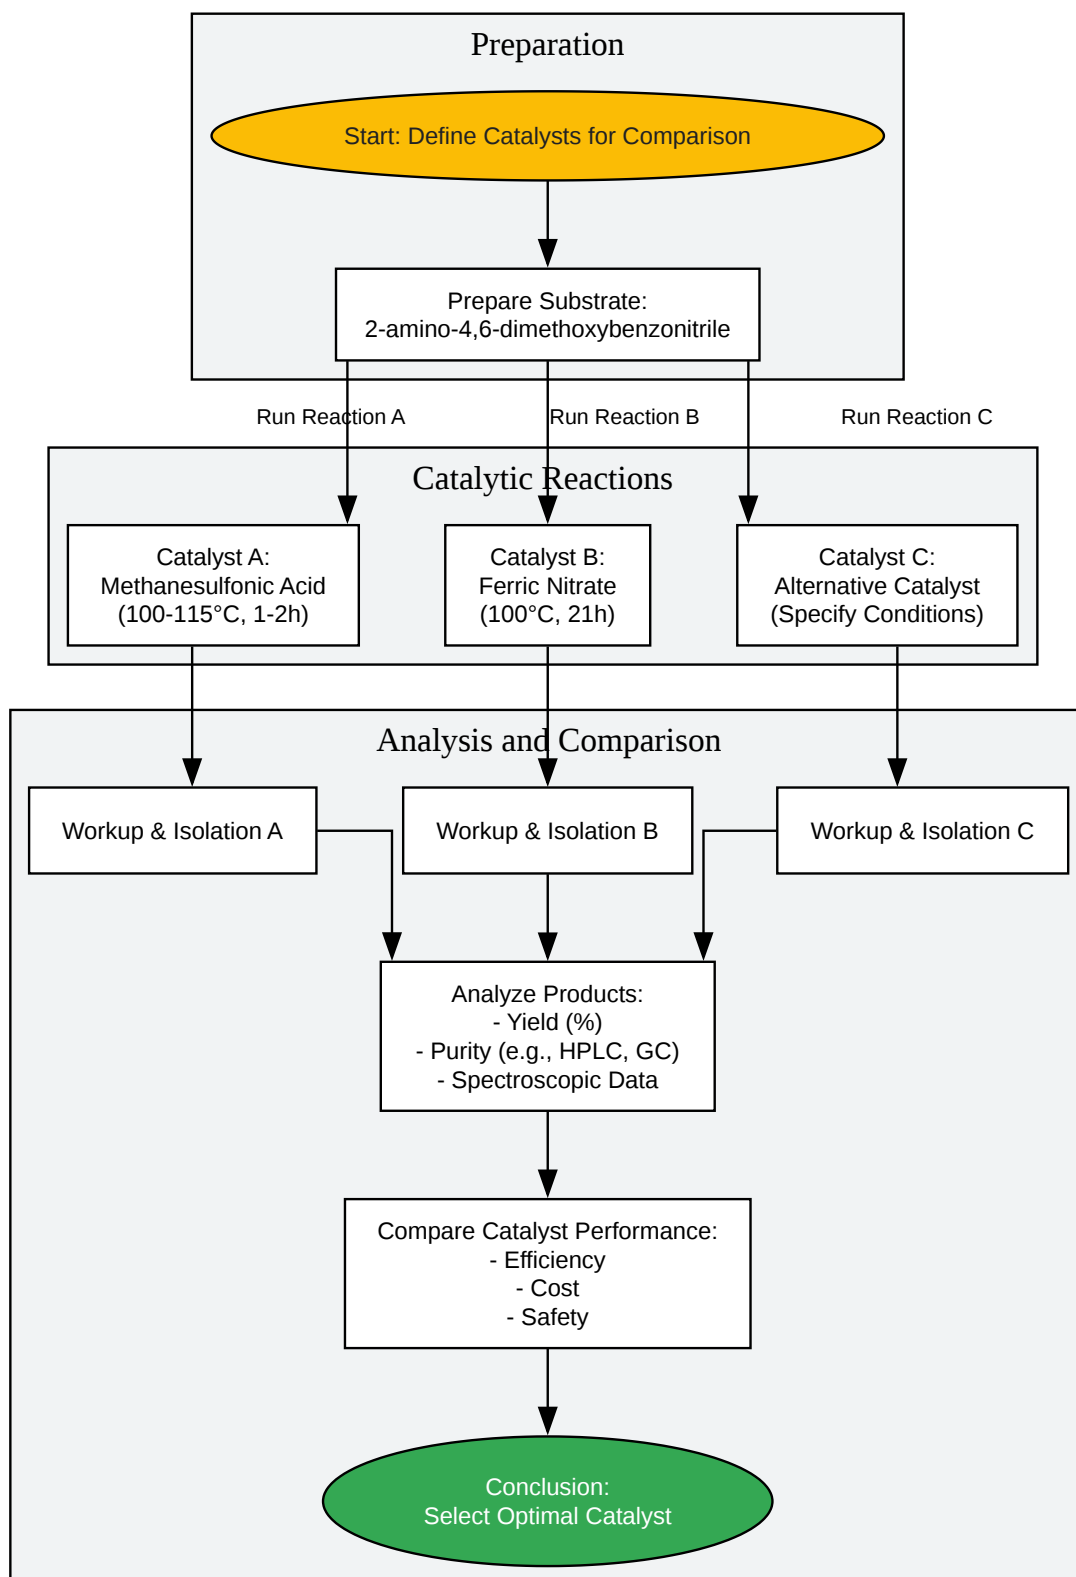 Preparation
Start: Define Catalysts for Comparison
Prepare Substrate:
2-amino-4,6-dimethoxybenzonitrile
Run Reaction A
Run Reaction B
Run Reaction C
Catalytic Reactions
Catalyst A:
Methanesulfonic Acid
(100-115°C, 1-2h)
Catalyst B:
Ferric Nitrate
(100°C, 21h)
Catalyst C:
Alternative Catalyst
(Specify Conditions)
Analysis and Comparison
Workup & Isolation A
Workup & Isolation B
Workup & Isolation C
Analyze Products:
- Yield (%)
- Purity (e.g., HPLC, GC)
- Spectroscopic Data
Compare Catalyst Performance:
- Efficiency
- Cost
- Safety
Conclusion:
Select Optimal Catalyst